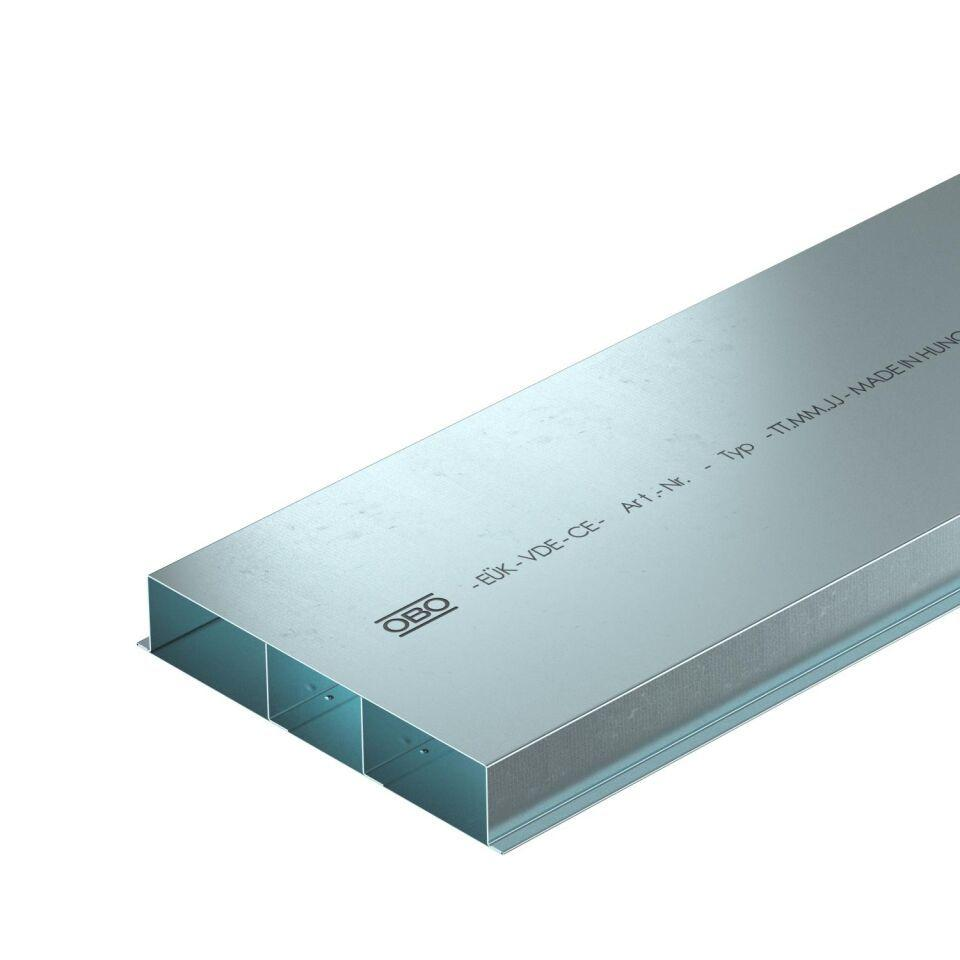 OBO -EÜK-VDE-CE- Art.-Nr. - Typ -TT.MM.JJ-MADE IN HUNG